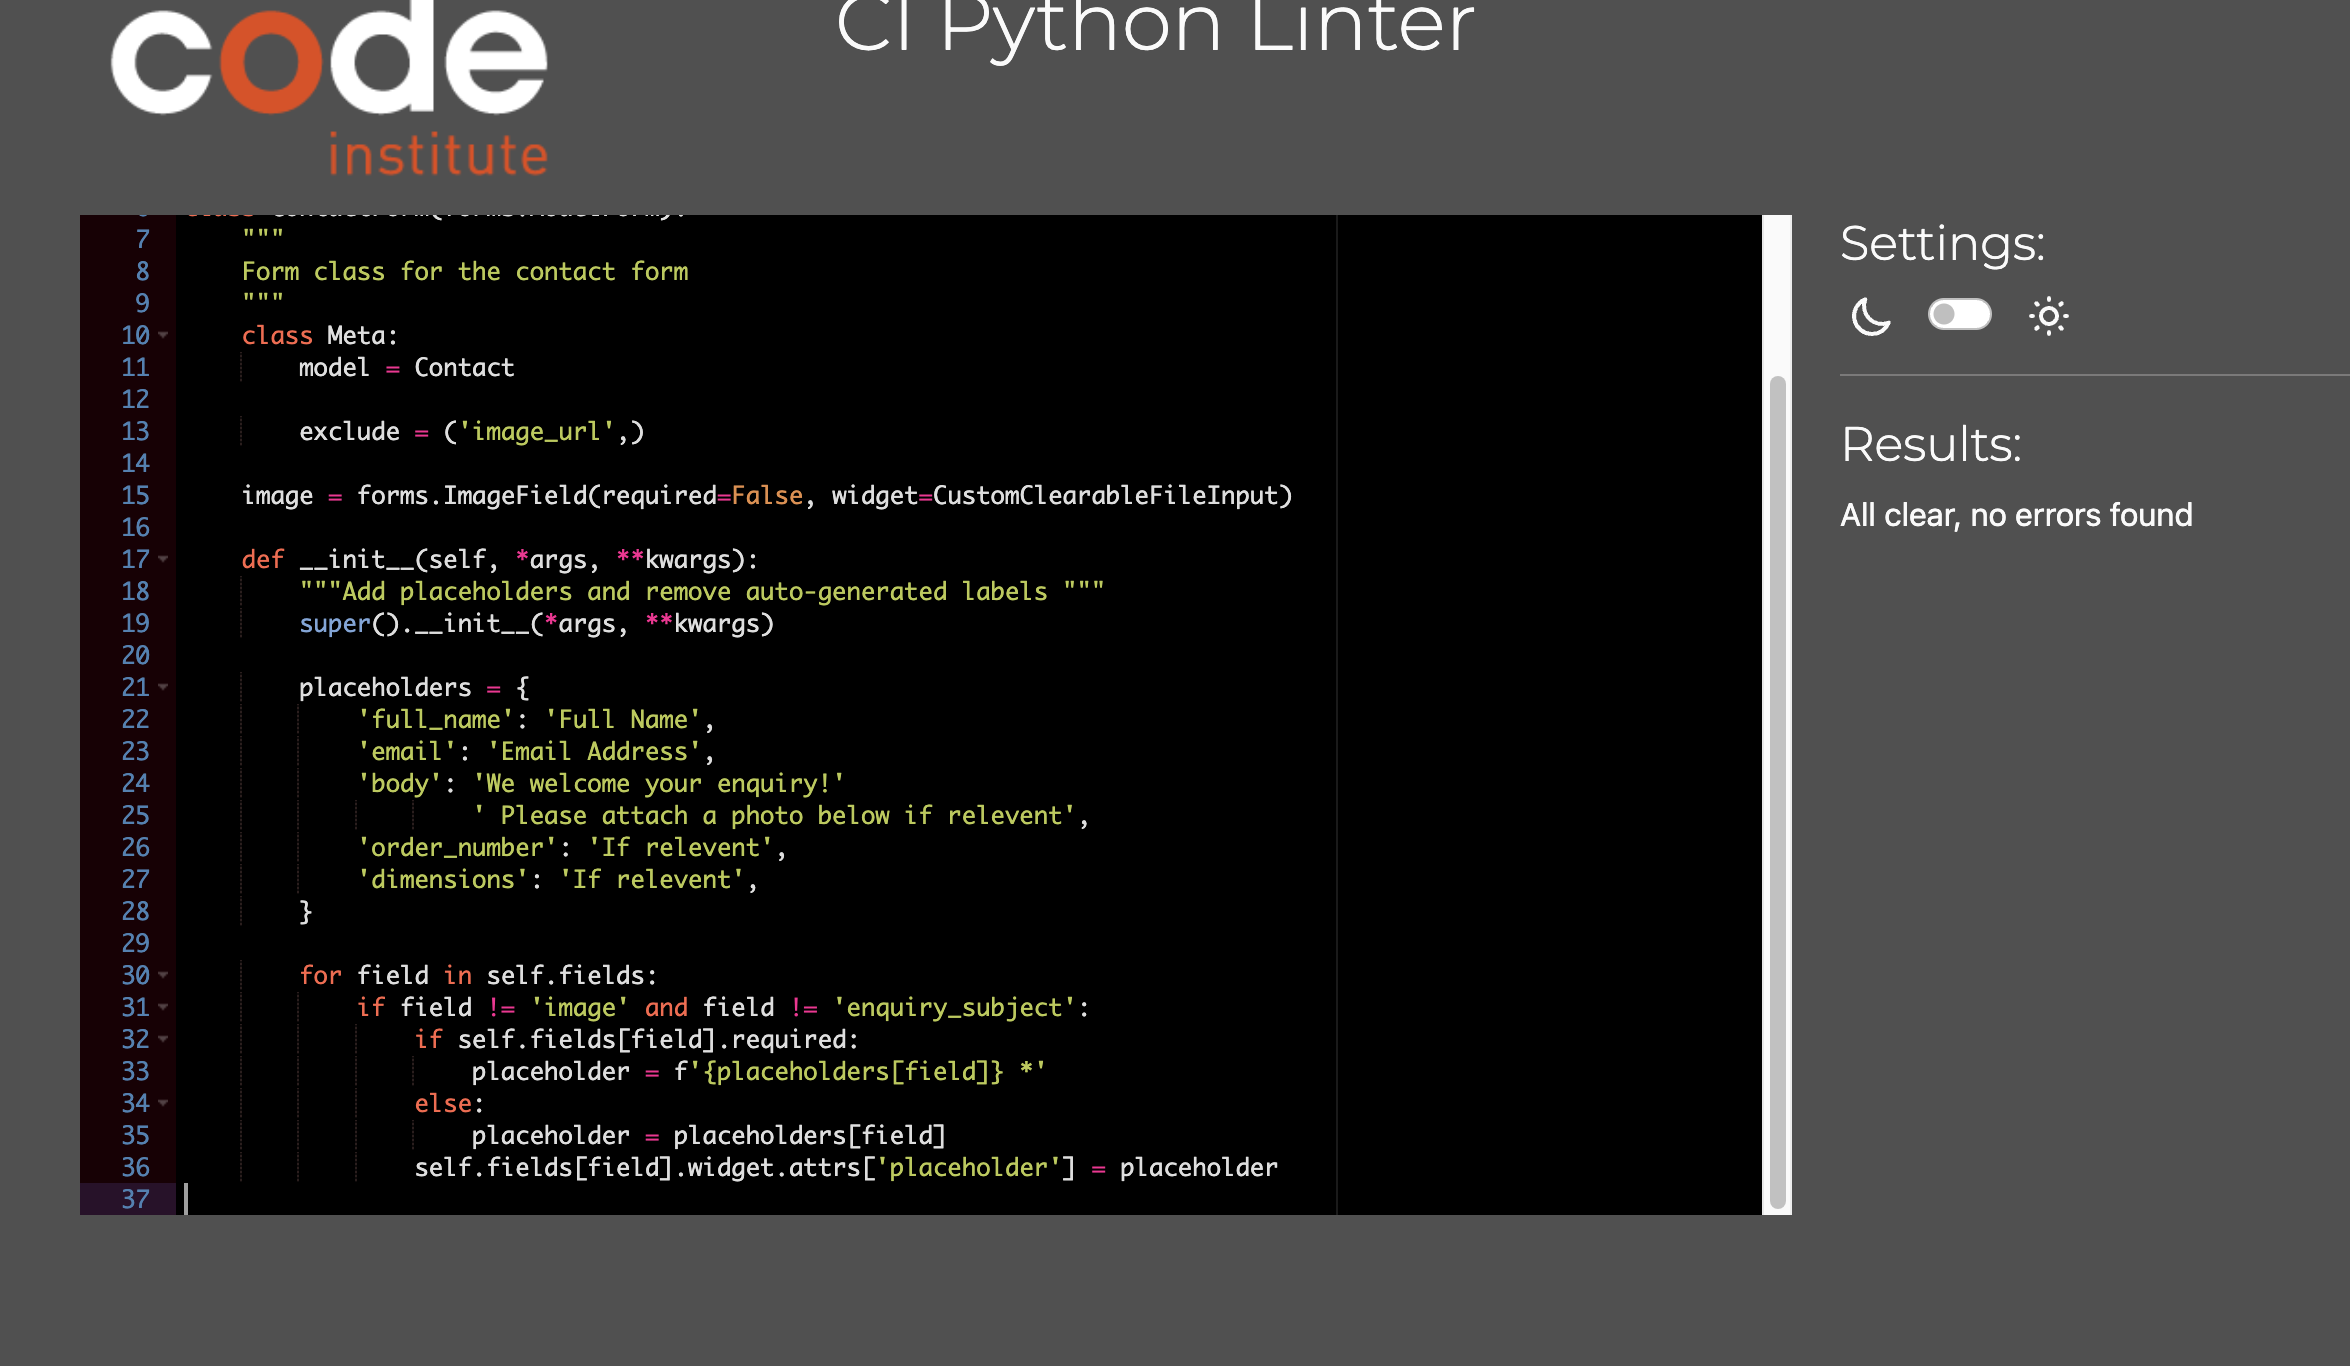 code
institute
CI Python Linter
class ContactForm(forms.ModelForm):
7 """
8 Form class for the contact form
9 """
10 class Meta:
11 model = Contact
12
13 exclude = ('image_url',)
14
15 image = forms.ImageField(required=False, widget=CustomClearableFileInput)
16
17 def __init__(self, *args, **kwargs):
18 """Add placeholders and remove auto-generated labels """
19 super().__init__(*args, **kwargs)
20
21 placeholders = {
22 'full_name': 'Full Name',
23 'email': 'Email Address',
24 'body': 'We welcome your enquiry!'
25 ' Please attach a photo below if relevent',
26 'order_number': 'If relevent',
27 'dimensions': 'If relevent',
28 }
29
30 for field in self.fields:
31 if field != 'image' and field != 'enquiry_subject':
32 if self.fields[field].required:
33 placeholder = f'{placeholders[field]} *'
34 else:
35 placeholder = placeholders[field]
36 self.fields[field].widget.attrs['placeholder'] = placeholder
37
Settings:
Results:
All clear, no errors found